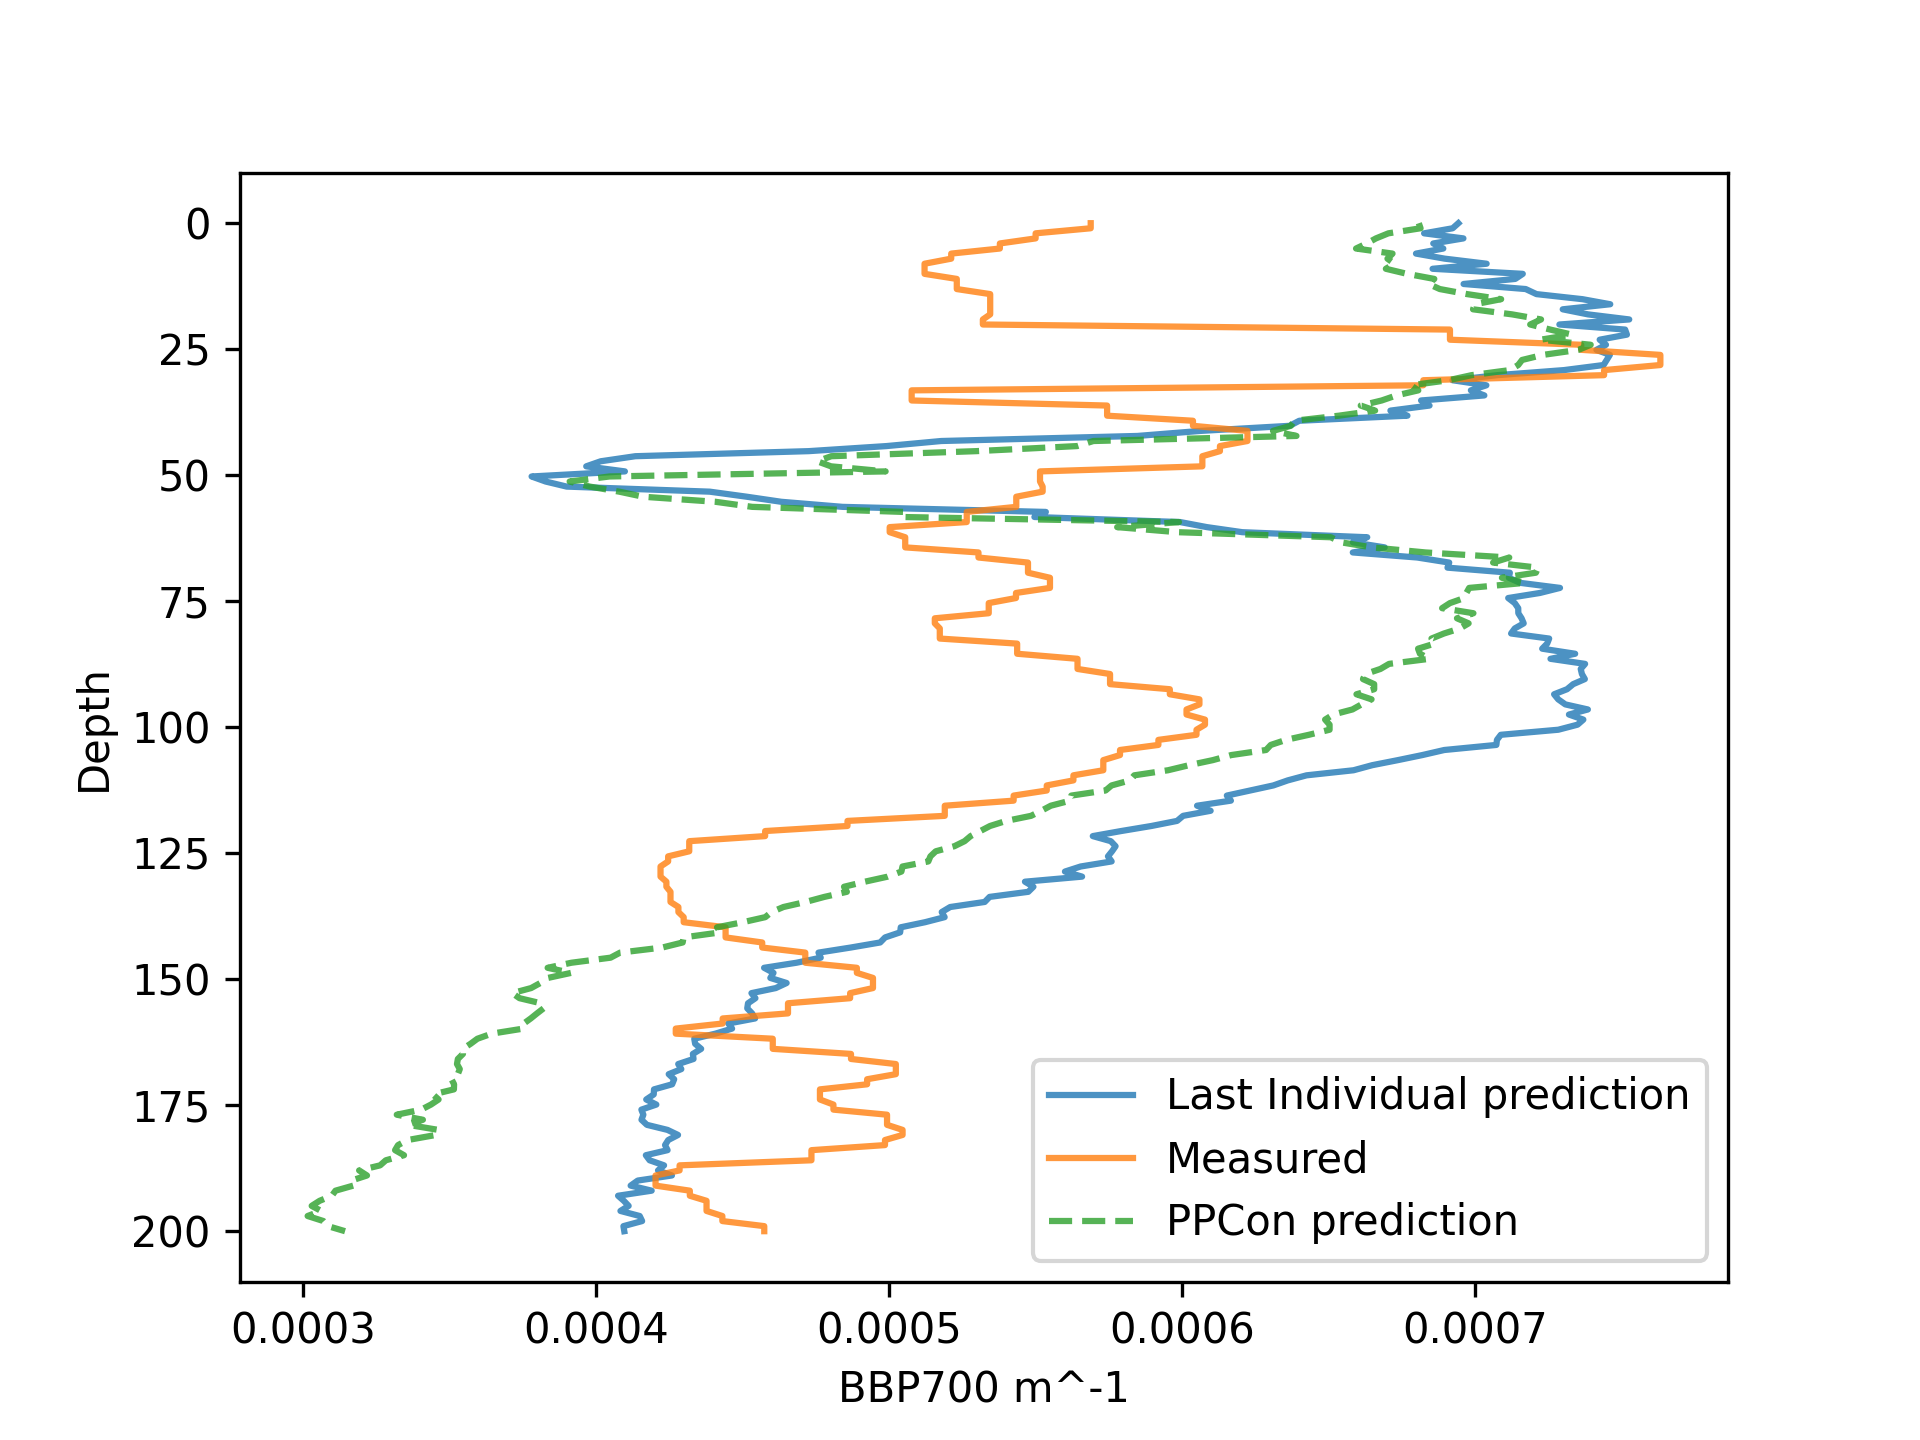 0
25
50
75
100
125
150
175
200
Depth
0.0003 0.0004 0.0005 0.0006 0.0007
BBP700 m^-1
Last Individual prediction
Measured
PPCon prediction